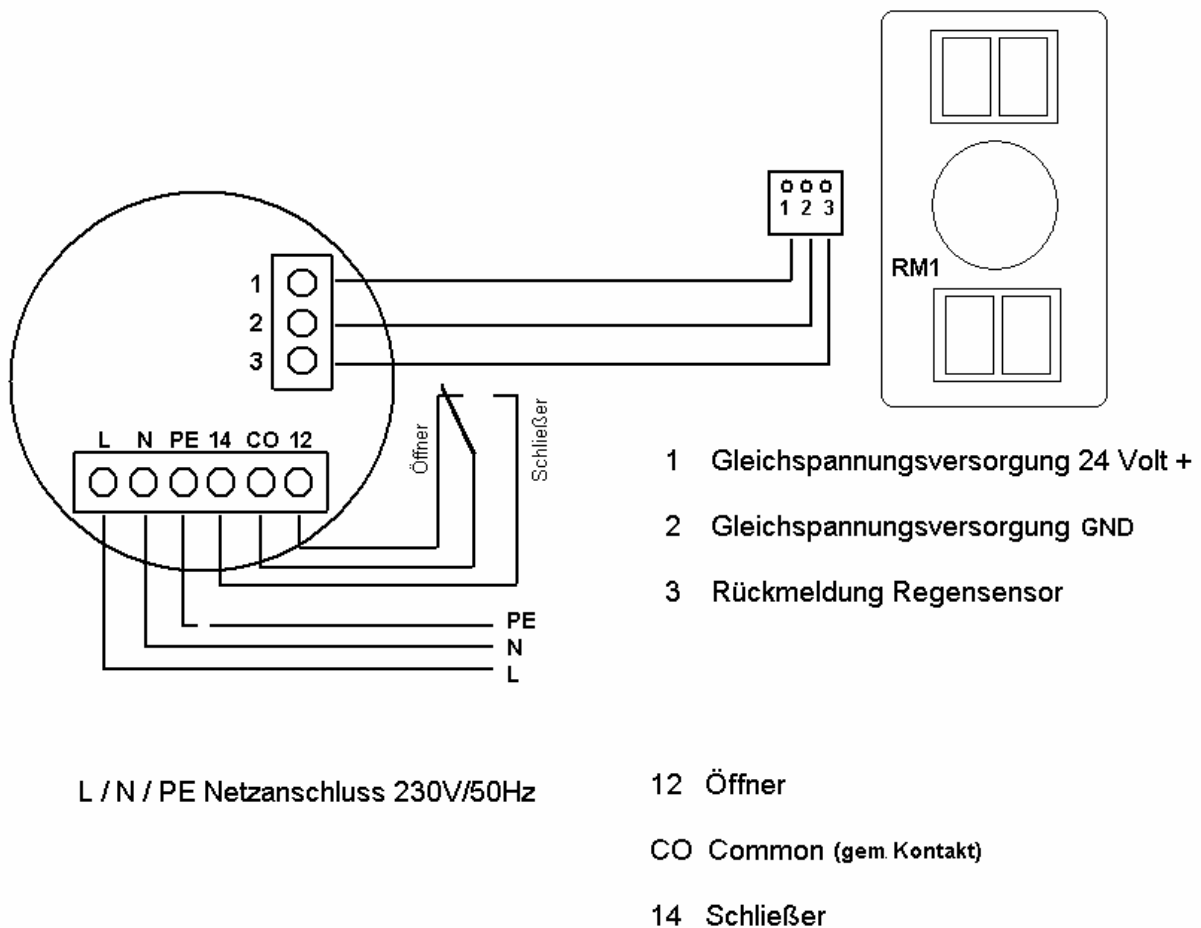 1 2 3
RM1
1
2
3
L N PE 14 CO 12
Öffner
Schließer
PE
N
L
1 Gleichspannungsversorgung 24 Volt +
2 Gleichspannungsversorgung GND
3 Rückmeldung Regensensor
L / N / PE Netzanschluss 230V/50Hz
12 Öffner
CO Common (gem. Kontakt)
14 Schließer